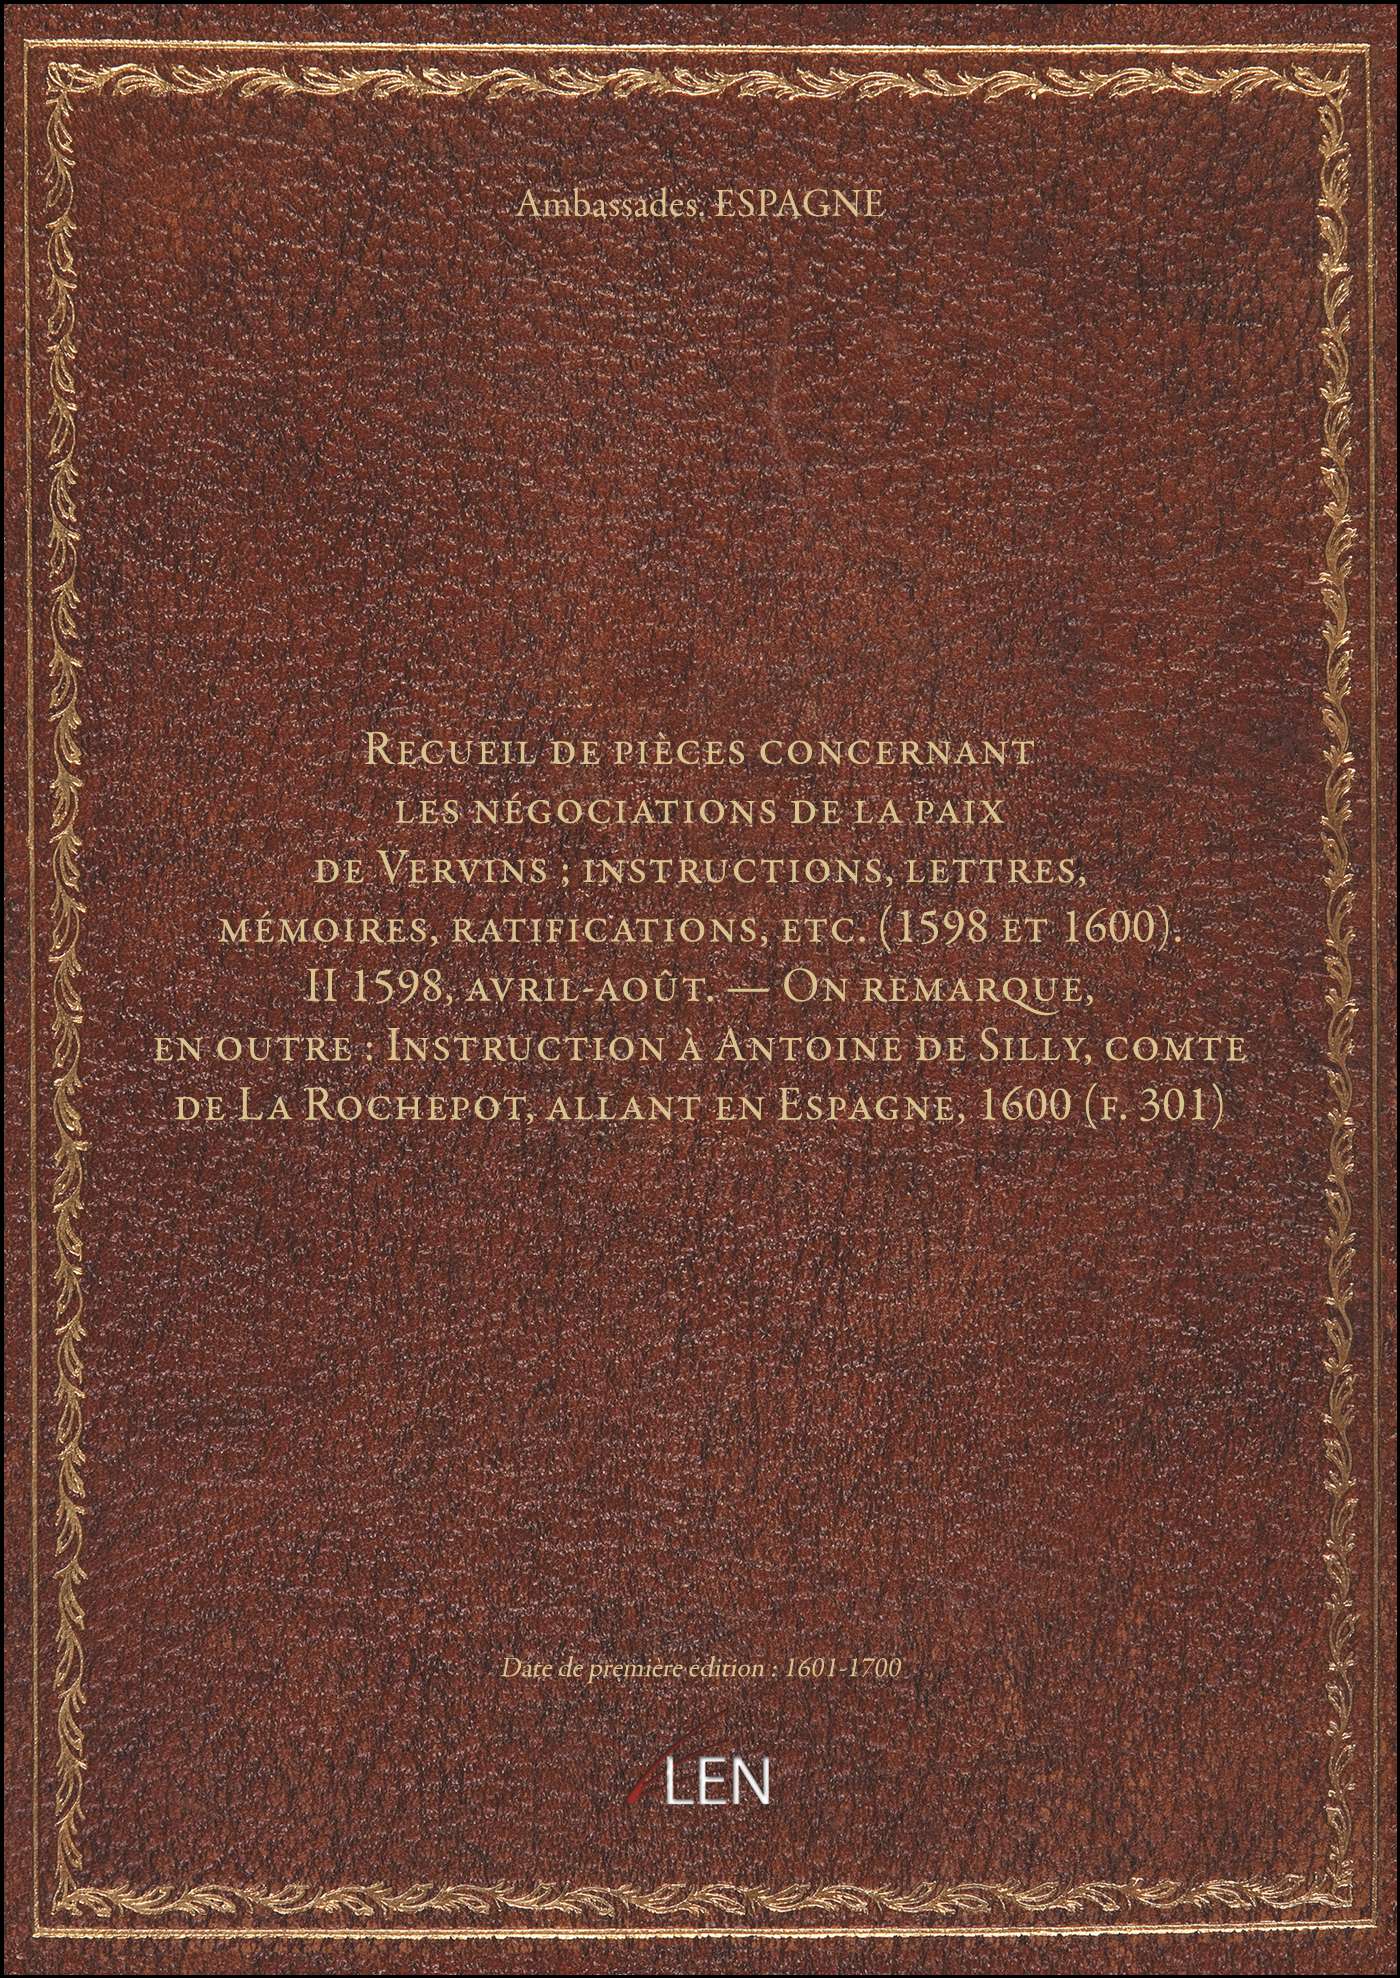 Ambassades. ESPAGNE
Recueil de pièces concernant
les négociations de la paix
de Vervins ; instructions, lettres,
mémoires, ratifications, etc. (1598 et 1600).
II 1598, avril-août. — On remarque,
en outre : Instruction à Antoine de Silly, comte
de La Rochepot, allant en Espagne, 1600 (f. 301)
Date de première édition : 1601-1700
LEN